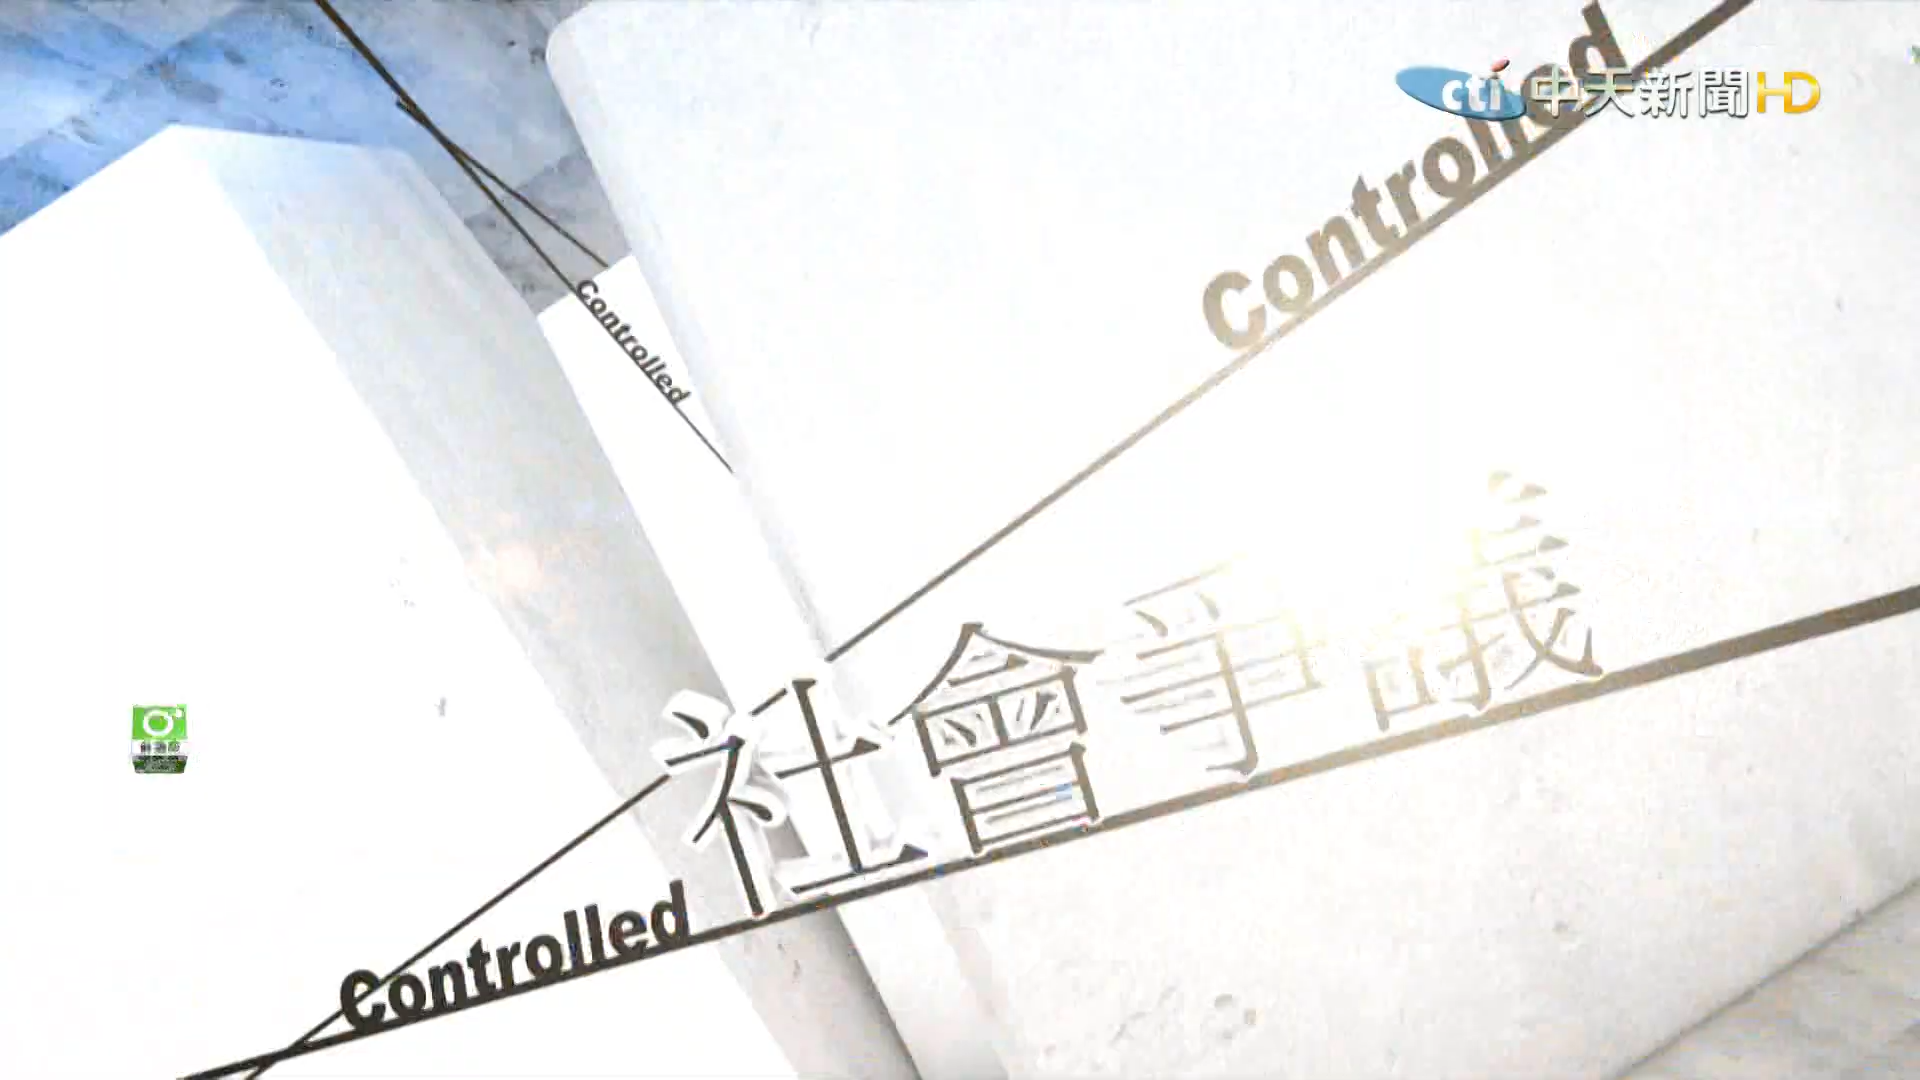 cti 中天新聞HD
Controlled
Controlled
社會爭議
Controlled